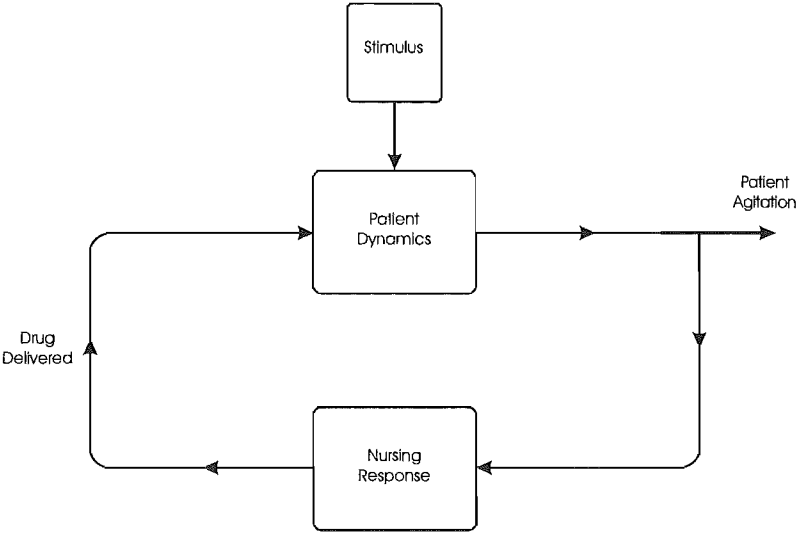 Stimulus
Patient
Agitation
Patient
Dynamics
Drug
Delivered
Nursing
Response